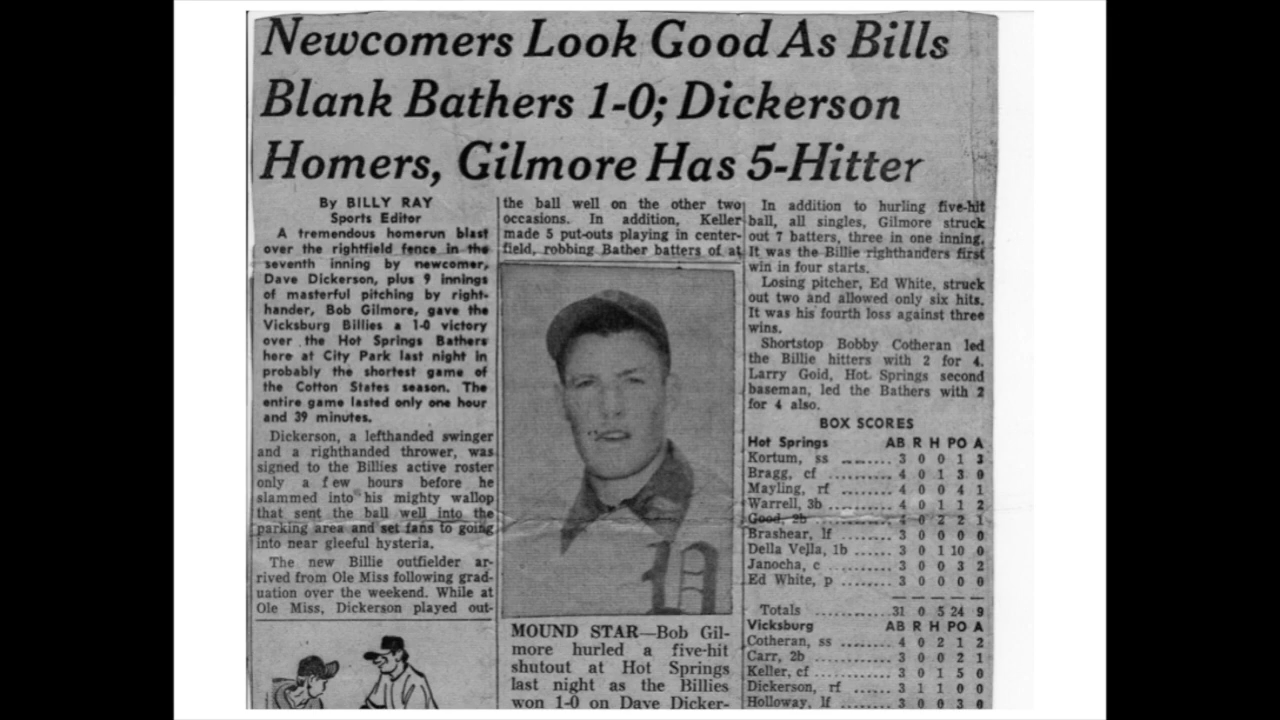 Newcomers Look Good As Bills
Blank Bathers 1-0; Dickerson
Homers, Gilmore Has 5-Hitter
By BILLY RAY
Sports Editor
A tremendous homerun blast
over the rightfield fence in the
seventh inning by newcomer,
Dave Dickerson, plus 9 innings
of masterful pitching by right-
hander, Bob Gilmore, gave the
Vicksburg Billies a 1-0 victory
over the Hot Springs Bathers
here at City Park last night in
probably the shortest game of
the Cotton States season. The
entire game lasted only one hour
and 39 minutes.
Dickerson, a lefthanded swinger
and a righthanded thrower, was
signed to the Billies active roster
only a few hours before he
slammed into his mighty wallop
that sent the ball well into the
parking area and set fans to going
into near gleeful hysteria.
The new Billie outfielder ar-
rived from Ole Miss following grad-
uation over the weekend. While at
Ole Miss, Dickerson played out-
the ball well on the other two
occasions. In addition, Keller
made 5 put-outs playing in center-
field, robbing Bather batters of at
MOUND STAR—Bob Gil-
more hurled a five-hit
shutout at Hot Springs
last night as the Billies
won 1-0 on Dave Dicker-
In addition to hurling five-hit
ball, all singles, Gilmore struck
out 7 batters, three in one inning.
It was the Billie righthanders first
win in four starts.
Losing pitcher, Ed White, struck
out two and allowed only six hits.
It was his fourth loss against three
wins.
Shortstop Bobby Cotheran led
the Billie hitters with 2 for 4.
Larry Gold, Hot Springs second
baseman, led the Bathers with 2
for 4 also.
BOX SCORES
Hot Springs AB R H PO A
Kortum, ss ........ 3 0 0 1 3
Bragg, cf .......... 4 0 1 3 0
Mayling, rf ........ 4 0 0 4 1
Warrell, 3b ......... 4 0 1 1 2
Good, 2b ........ 4 0 2 2 1
Brashear, lf ........ 3 0 0 0 0
Della Vella, 1b ...... 3 0 1 10 0
Janocha, c ........ 3 0 0 3 2
Ed White, p ........ 3 0 0 0 0
Totals ............ 31 0 5 24 9
Vicksburg AB R H PO A
Cotheran, ss ........ 4 0 2 1 2
Carr, 2b ............ 3 0 0 2 1
Keller, cf .......... 3 0 1 5 0
Dickerson, rf ...... 3 1 1 0 0
Holloway, lf ........ 3 0 0 3 0